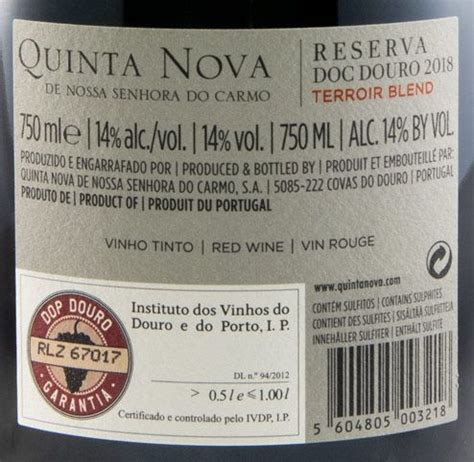 QUINTA NOVA
DE NOSSA SENHORA DO CARMO
RESERVA
DOC DOURO 2018
TERROIR BLEND
750 ml e | 14% alc./vol. | 14% vol. | 750 ML | ALC. 14% BY VOL.
PRODUZIDO E ENGARRAFADO POR | PRODUCED & BOTTLED BY | PRODUIT ET EMBOUTEILLÉ PAR:
QUINTA NOVA DE NOSSA SENHORA DO CARMO, S.A. | 5085-222 COVAS DO DOURO | PORTUGAL
PRODUTO DE | PRODUCT OF | PRODUIT DU PORTUGAL
VINHO TINTO | RED WINE | VIN ROUGE
DOP DOURO
RLZ 67017
GARANTIA
Instituto dos Vinhos do
Douro e do Porto, I. P.
DL n.º 94/2012
> 0.5 l e ≤ 1.00 l
Certificado e controlado pelo IVDP, I.P.
www.quintanova.com
CONTÉM SULFITOS | CONTAINS SULPHITES
CONTIENT DES SULFITES | SISÄLTÄÄ SULFIITTEJA
INNEHÅLLER SULFITER | ENTHÄLT SULFITE
5 604805 003218